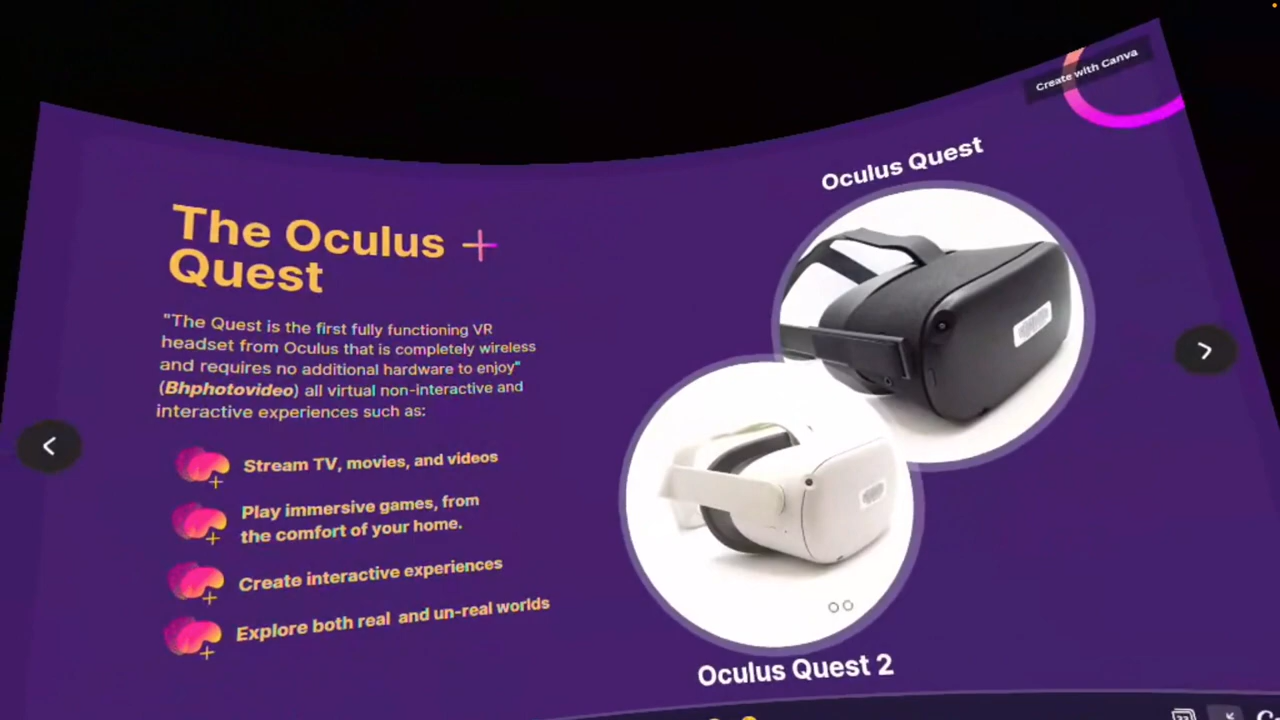 Create with Canva
The Oculus
Quest
"The Quest is the first fully functioning VR
headset from Oculus that is completely wireless
and requires no additional hardware to enjoy"
(Bhphotovideo) all virtual non-interactive and
interactive experiences such as:
Stream TV, movies, and videos
Play immersive games, from
the comfort of your home.
Create interactive experiences
Explore both real and un-real worlds
Oculus Quest
Oculus Quest 2